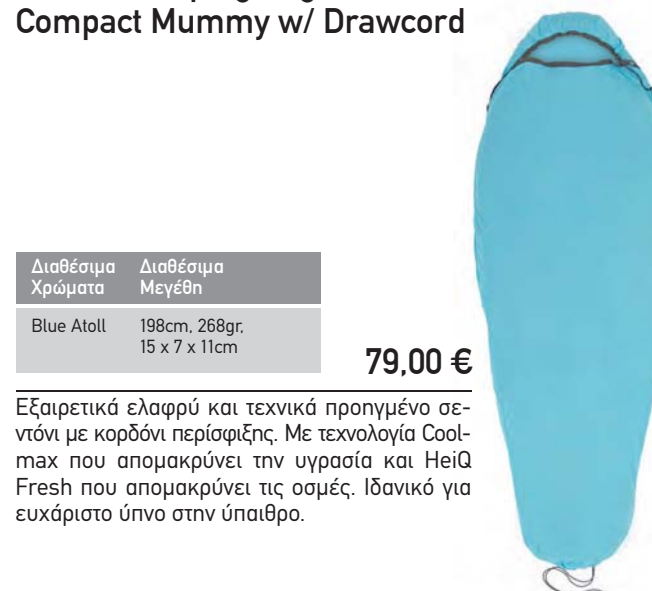 Compact Mummy w/ Drawcord
Διαθέσιμα Διαθέσιμα
Χρώματα Μεγέθη
Blue Atoll 198cm, 268gr,
15 x 7 x 11cm
79,00 €
Εξαιρετικά ελαφρύ και τεχνικά προηγμένο σε-
ντόνι με κορδόνι περίσφιξης. Με τεχνολογία Cool-
max που απομακρύνει την υγρασία και HeiQ
Fresh που απομακρύνει τις οσμές. Ιδανικό για
ευχάριστο ύπνο στην ύπαιθρο.